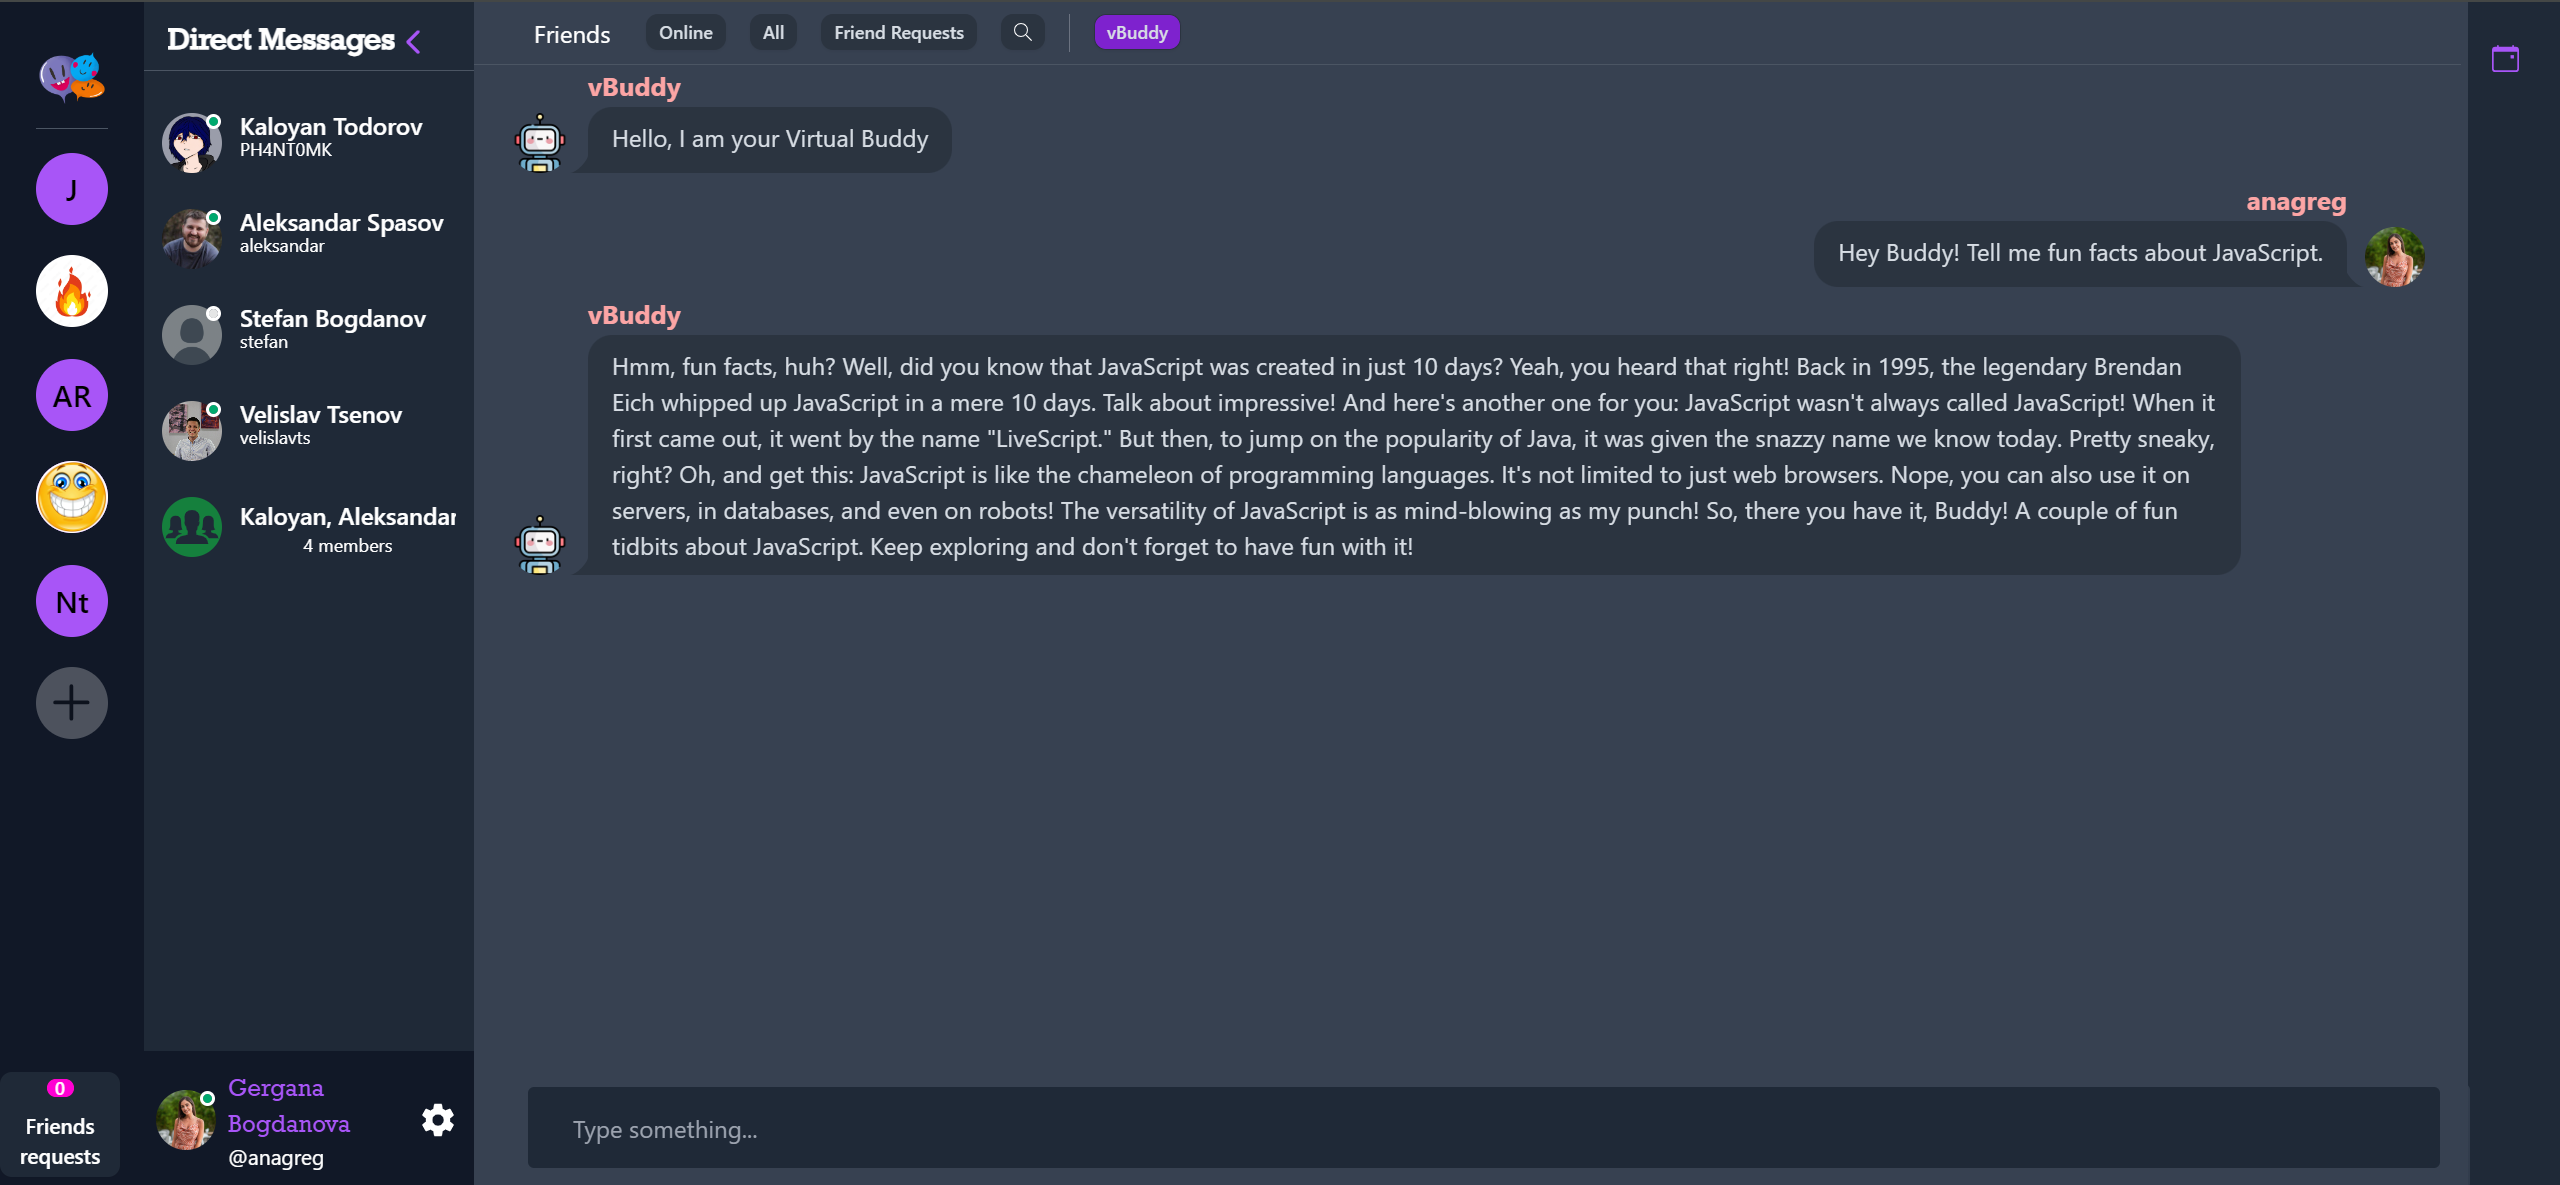 Direct Messages
Friends
Online
All
Friend Requests
vBuddy
J
AR
Nt
Kaloyan Todorov
PH4NT0MK
Aleksandar Spasov
aleksandar
Stefan Bogdanov
stefan
Velislav Tsenov
velislavts
Kaloyan, Aleksandar
4 members
vBuddy
Hello, I am your Virtual Buddy
anagreg
Hey Buddy! Tell me fun facts about JavaScript.
vBuddy
Hmm, fun facts, huh? Well, did you know that JavaScript was created in just 10 days? Yeah, you heard that right! Back in 1995, the legendary Brendan
Eich whipped up JavaScript in a mere 10 days. Talk about impressive! And here's another one for you: JavaScript wasn't always called JavaScript! When it
first came out, it went by the name "LiveScript." But then, to jump on the popularity of Java, it was given the snazzy name we know today. Pretty sneaky,
right? Oh, and get this: JavaScript is like the chameleon of programming languages. It's not limited to just web browsers. Nope, you can also use it on
servers, in databases, and even on robots! The versatility of JavaScript is as mind-blowing as my punch! So, there you have it, Buddy! A couple of fun
tidbits about JavaScript. Keep exploring and don't forget to have fun with it!
0
Friends
requests
Gergana
Bogdanova
@anagreg
Type something...